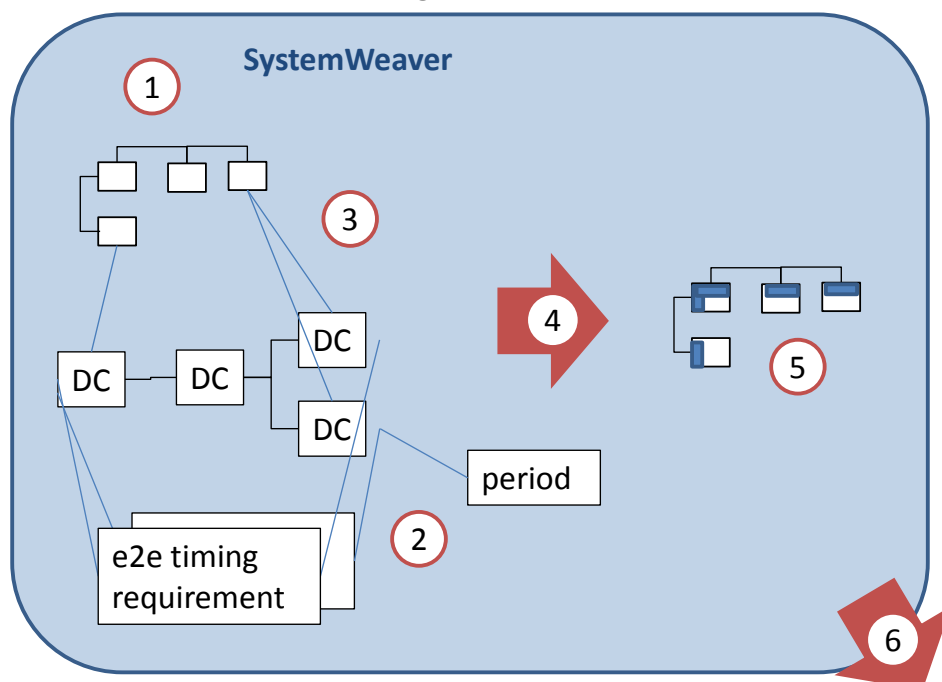 SystemWeaver
1
3
4
DC
DC
DC
5
DC
period
2
e2e timing
requirement
6